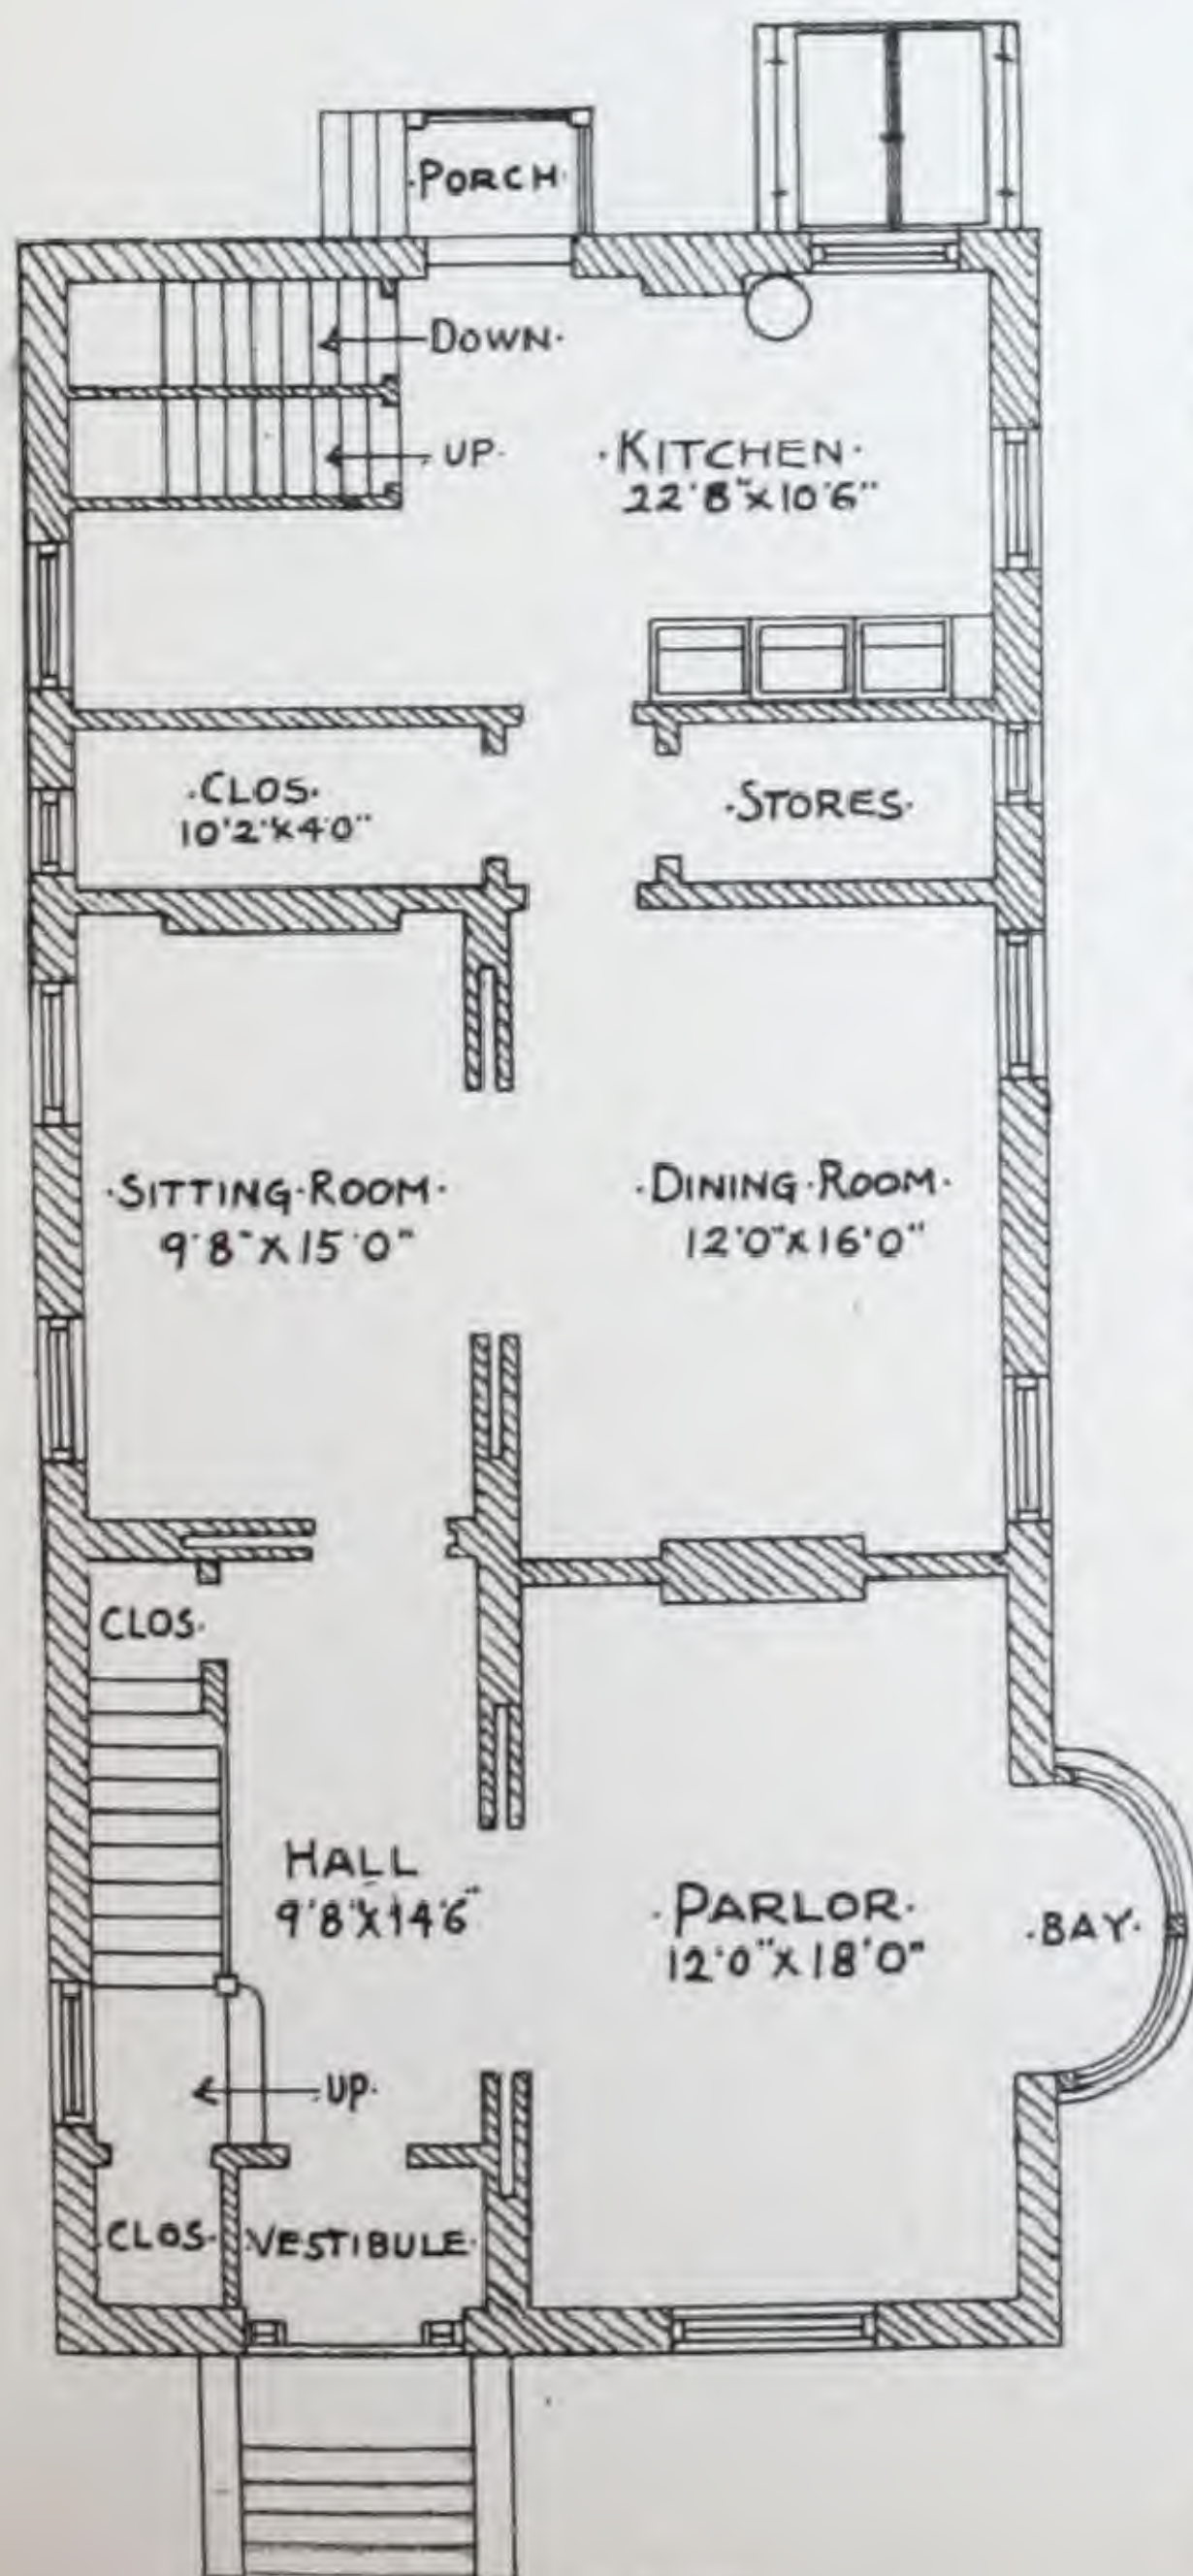 ·PORCH·
DOWN·
UP·
·KITCHEN·
22'8"X10'6"
·CLOS·
10'2"X4'0"
·STORES·
·SITTING·ROOM·
9'8"X15'0"
·DINING·ROOM·
12'0"X16'0"
CLOS·
HALL
9'8"X14'6"
·PARLOR·
12'0"X18'0"
·BAY·
UP·
CLOS·
·VESTIBULE·